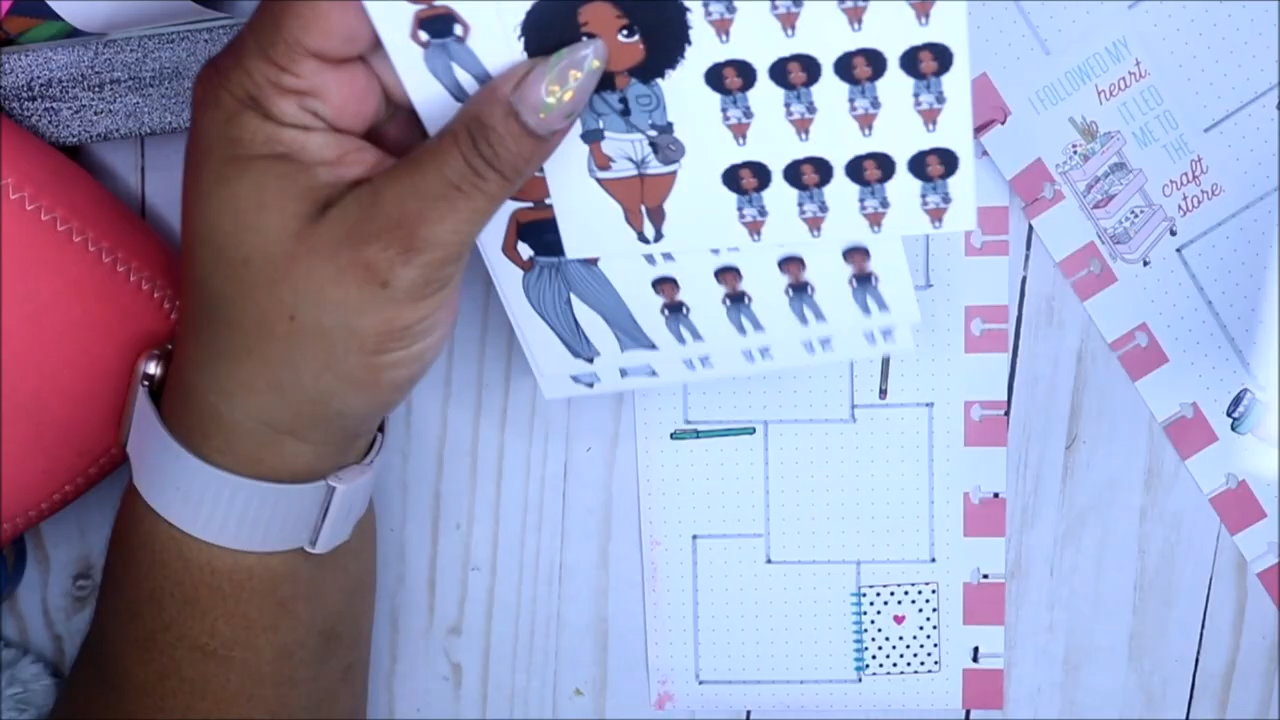 I FOLLOWED MY
heart.
IT LED
ME TO
THE
craft
store.